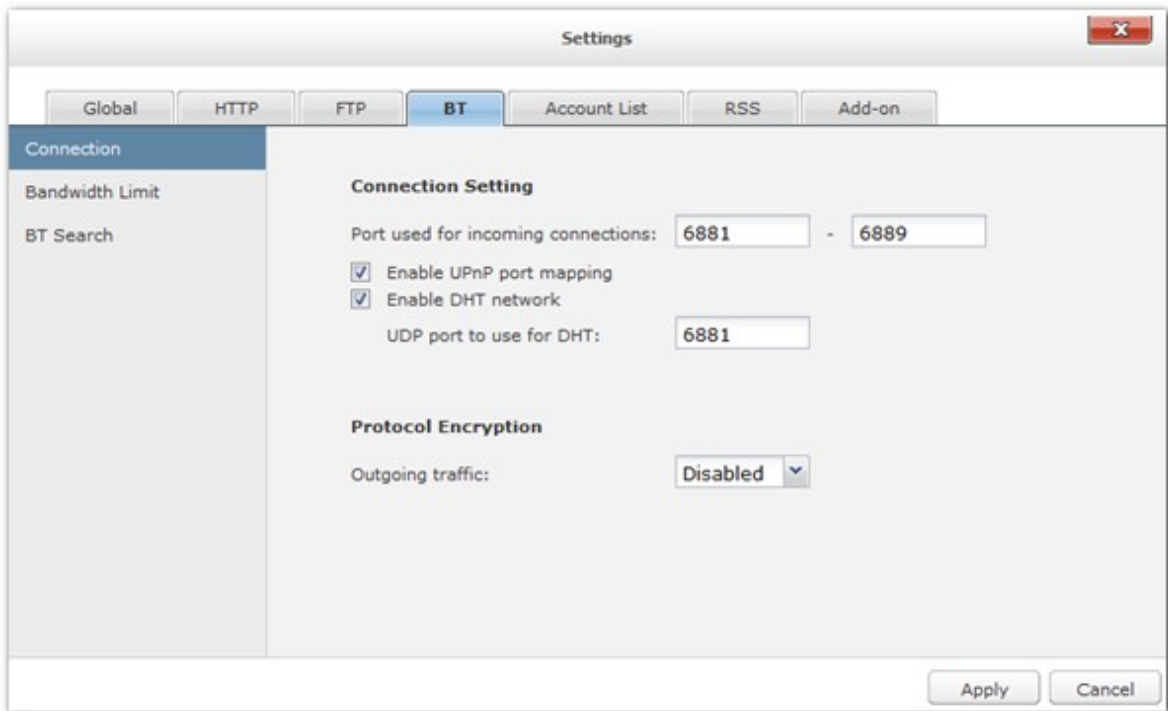 Settings
x
Global HTTP FTP BT Account List RSS Add-on
Connection
Bandwidth Limit
BT Search
Connection Setting
Port used for incoming connections: 6881 - 6889
Enable UPnP port mapping
Enable DHT network
UDP port to use for DHT: 6881
Protocol Encryption
Outgoing traffic: Disabled
Apply Cancel